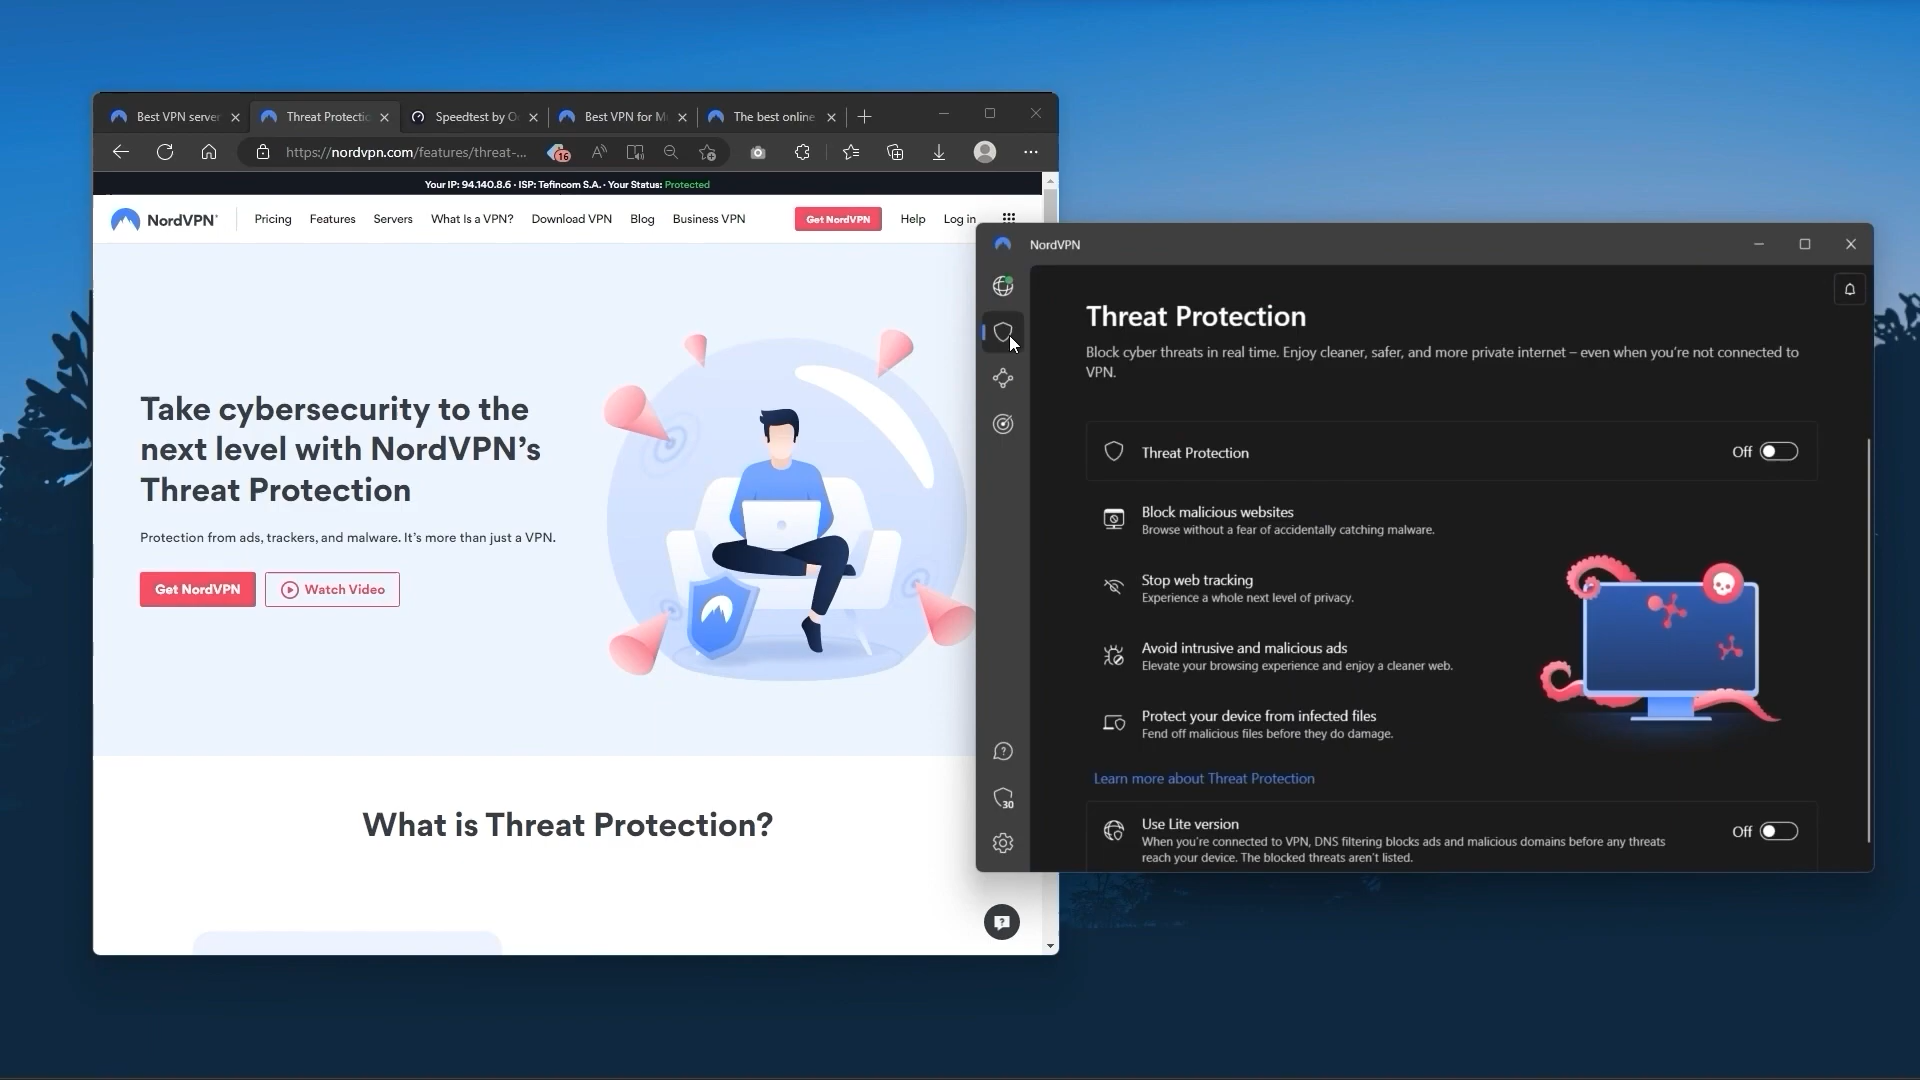 Best VPN server
Threat Protectio
Speedtest by O
Best VPN for M
The best online
https://nordvpn.com/features/threat-...
16
Your IP: 94.140.8.6 · ISP: Tefincom S.A. · Your Status: Protected
NordVPN®
Pricing
Features
Servers
What Is a VPN?
Download VPN
Blog
Business VPN
Get NordVPN
Help
Log in
Take cybersecurity to the
next level with NordVPN’s
Threat Protection
Protection from ads, trackers, and malware. It’s more than just a VPN.
Get NordVPN
Watch Video
What is Threat Protection?
NordVPN
Threat Protection
Block cyber threats in real time. Enjoy cleaner, safer, and more private internet – even when you’re not connected to
VPN.
Threat Protection
Off
Block malicious websites
Browse without a fear of accidentally catching malware.
Stop web tracking
Experience a whole next level of privacy.
Avoid intrusive and malicious ads
Elevate your browsing experience and enjoy a cleaner web.
Protect your device from infected files
Fend off malicious files before they do damage.
Learn more about Threat Protection
30
Use Lite version
Off
When you’re connected to VPN, DNS filtering blocks ads and malicious domains before any threats
reach your device. The blocked threats aren’t listed.